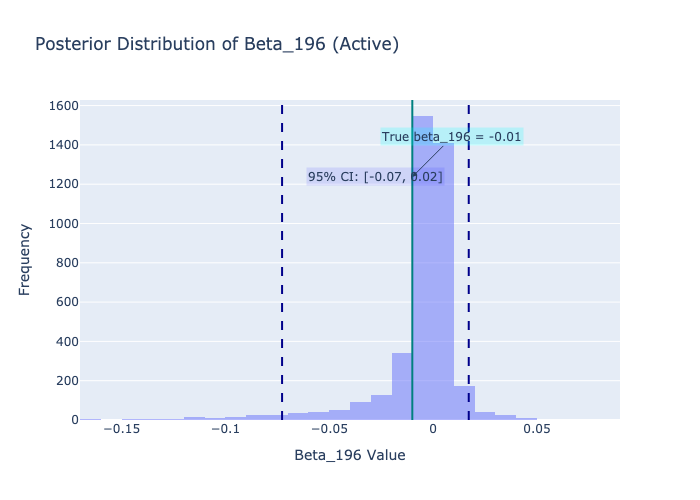 Posterior Distribution of Beta_196 (Active)
1600
1400
1200
1000
800
600
400
200
0
True beta_196 = -0.01
95% CI: [-0.07, 0.02]
−0.15
−0.1
−0.05
0
0.05
Beta_196 Value
Frequency